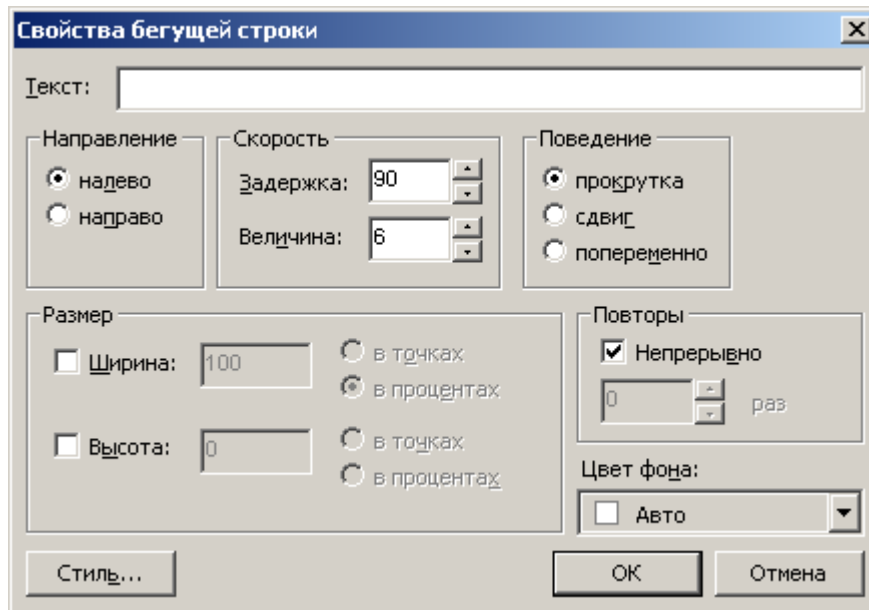 Свойства бегущей строки
Текст:
Направление
налево
направо
Скорость
Задержка: 90
Величина: 6
Поведение
прокрутка
сдвиг
попеременно
Размер
Ширина: 100
в точках
в процентах
Высота: 0
в точках
в процентах
Повторы
Непрерывно
0 раз
Цвет фона:
Авто
Стиль...
ОК
Отмена